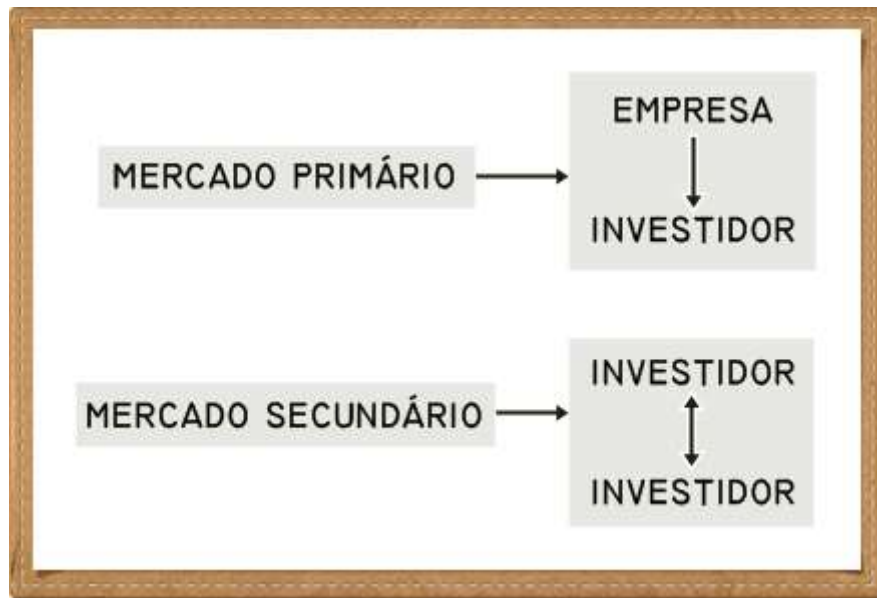 EMPRESA
MERCADO PRIMÁRIO
INVESTIDOR
INVESTIDOR
MERCADO SECUNDÁRIO
INVESTIDOR